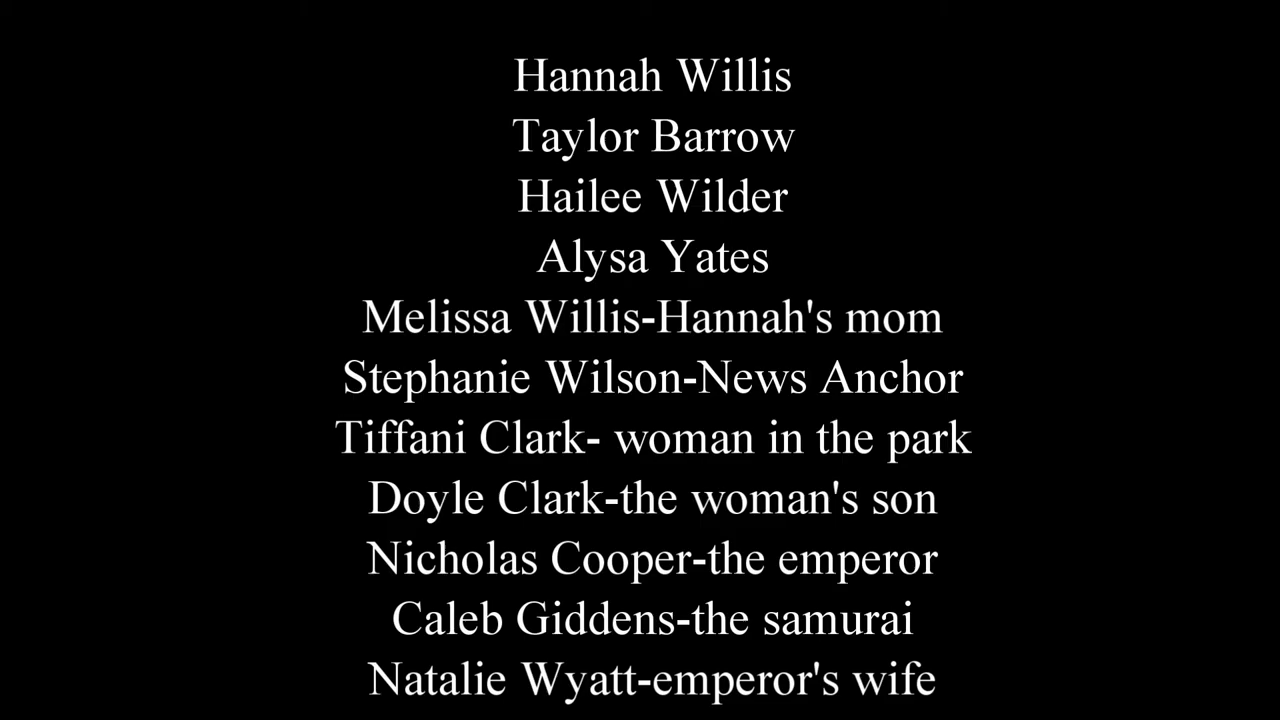 Hannah Willis
Taylor Barrow
Hailee Wilder
Alysa Yates
Melissa Willis-Hannah's mom
Stephanie Wilson-News Anchor
Tiffani Clark- woman in the park
Doyle Clark-the woman's son
Nicholas Cooper-the emperor
Caleb Giddens-the samurai
Natalie Wyatt-emperor's wife